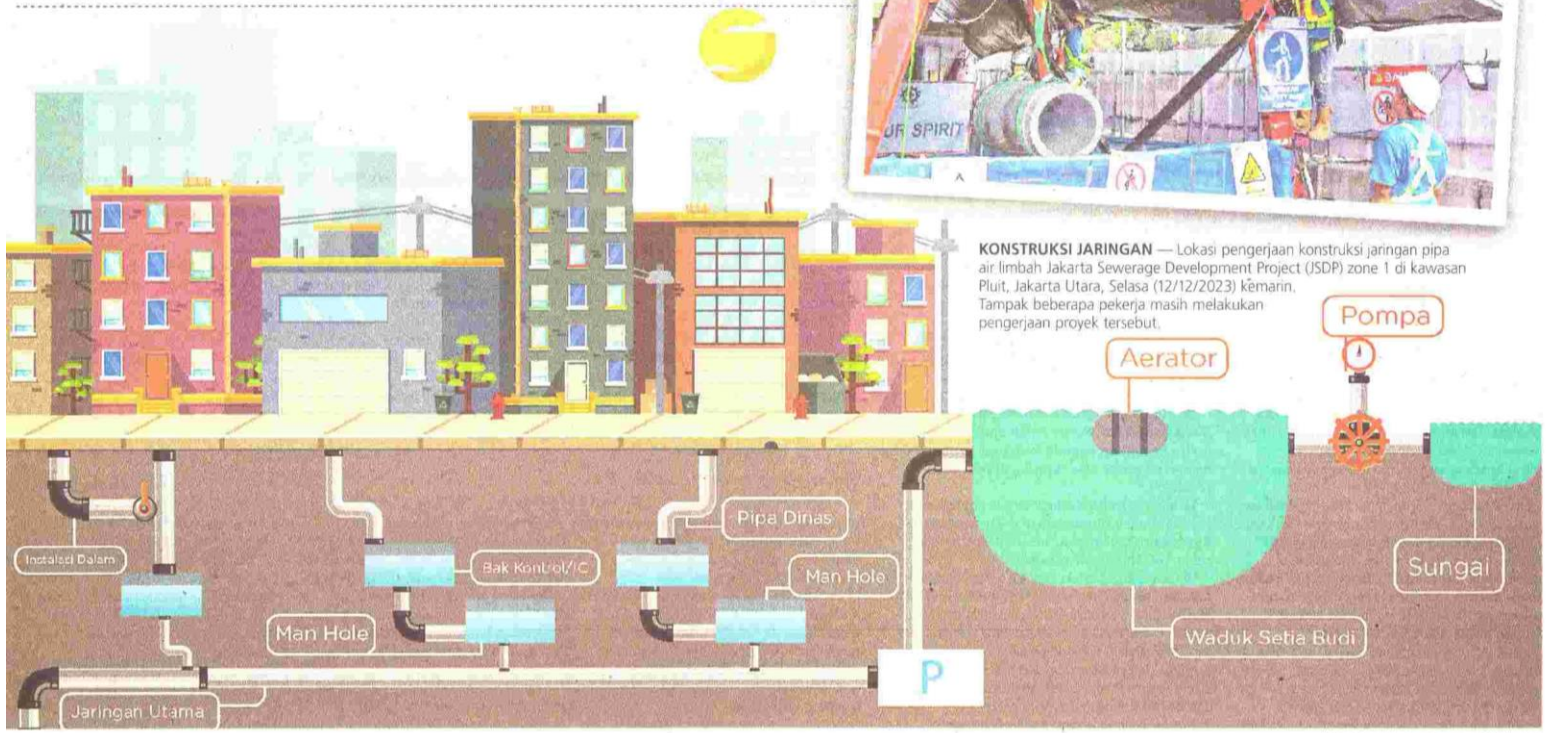 UR SPIRIT
KONSTRUKSI JARINGAN — Lokasi pengerjaan konstruksi jaringan pipa
air limbah Jakarta Sewerage Development Project (JSDP) zone 1 di kawasan
Pluit, Jakarta Utara, Selasa (12/12/2023) kemarin.
Tampak beberapa pekerja masih melakukan
pengerjaan proyek tersebut.
Pompa
Aerator
Pipa Dinas
Instalasi Dalam
Bak Kontrol/IC
Man Hole
Sungai
Man Hole
Waduk Setia Budi
P
Jaringan Utama